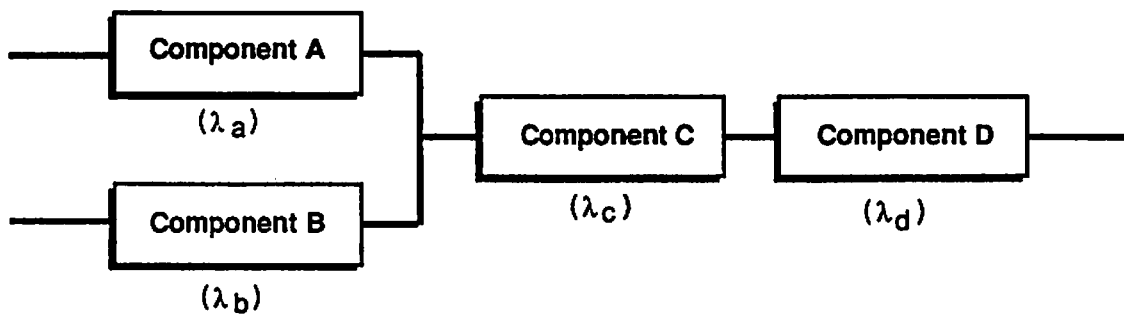 Component A
(λa)
Component B
(λb)
Component C
(λc)
Component D
(λd)